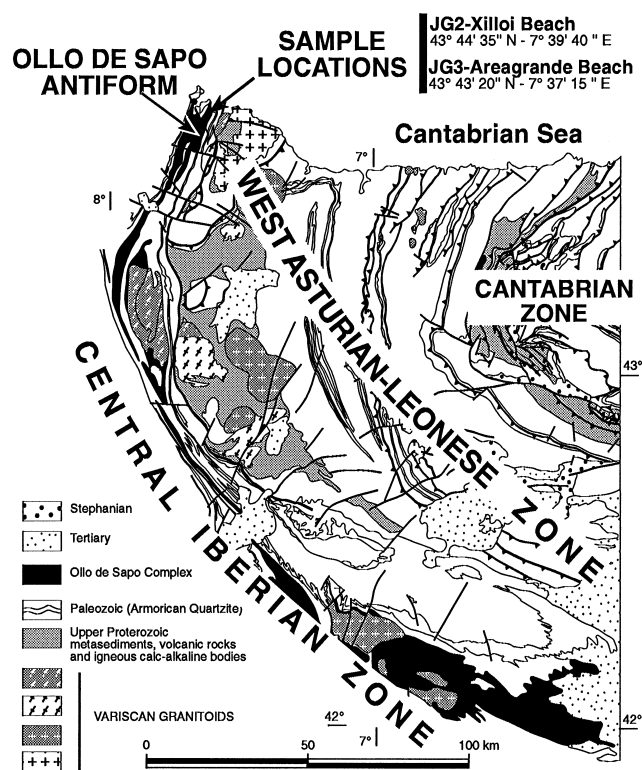 JG2-Xilloi Beach
43° 44' 35" N - 7° 39' 40 " E
JG3-Areagrande Beach
43° 43' 20" N - 7° 37' 15 " E
OLLO DE SAPO
ANTIFORM
SAMPLE
LOCATIONS
Cantabrian Sea
7°
8°
WEST ASTURIAN-LEONESE ZONE
CANTABRIAN
ZONE
43°
CENTRAL IBERIAN ZONE
Stephanian
Tertiary
Ollo de Sapo Complex
Paleozoic (Armorican Quartzite)
Upper Proterozoic
metasediments, volcanic rocks
and igneous calc-alkaline bodies
VARISCAN GRANITOIDS
42°
7°
42°
0
50
100 km